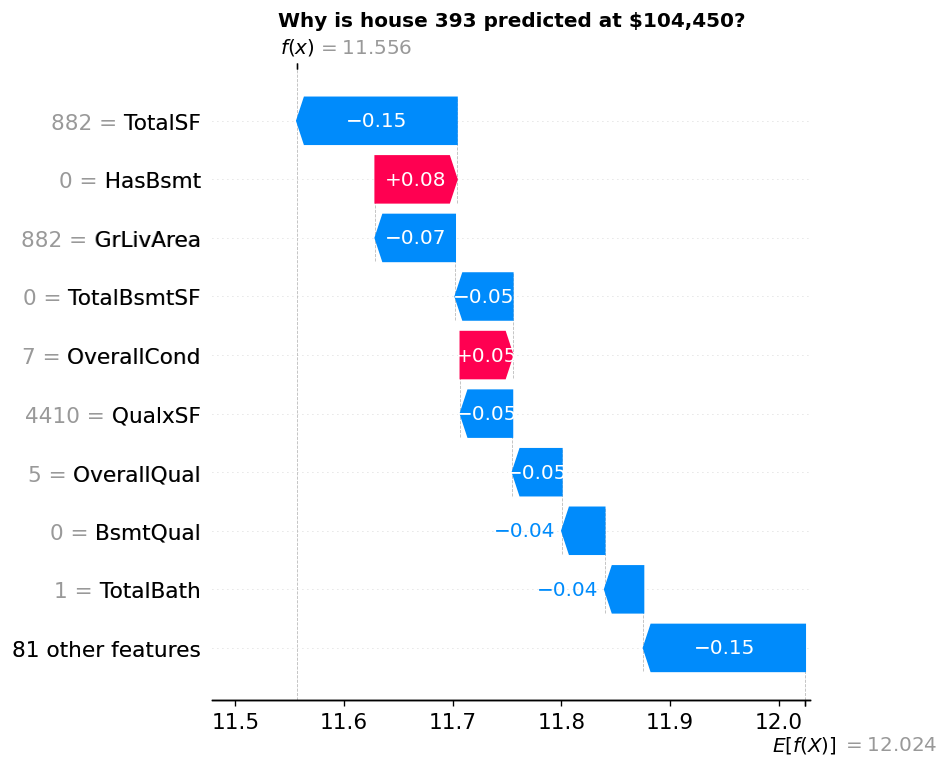 Why is house 393 predicted at $104,450?
f(x) = 11.556
882 = TotalSF
−0.15
0 = HasBsmt
+0.08
882 = GrLivArea
−0.07
0 = TotalBsmtSF
−0.05
7 = OverallCond
+0.05
4410 = QualxSF
−0.05
5 = OverallQual
−0.05
0 = BsmtQual
−0.04
1 = TotalBath
−0.04
81 other features
−0.15
11.5 11.6 11.7 11.8 11.9 12.0
E[f(X)] = 12.024